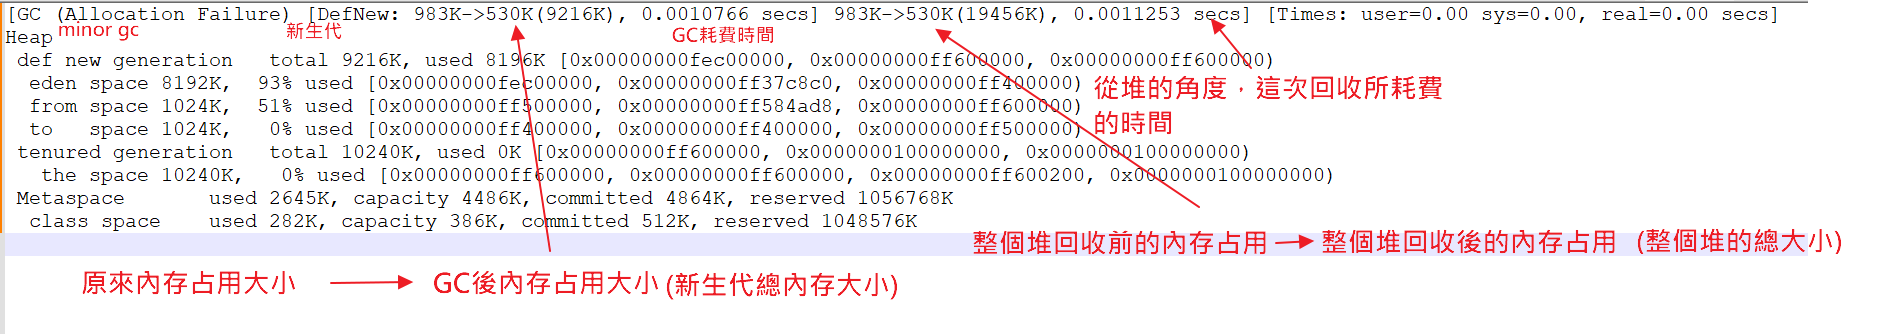 [GC (Allocation Failure) [DefNew: 983K->530K(9216K), 0.0010766 secs] 983K->530K(19456K), 0.0011253 secs] [Times: user=0.00 sys=0.00, real=0.00 secs]
minor gc
新生代
GC耗費時間
Heap
def new generation   total 9216K, used 8196K [0x00000000fec00000, 0x00000000ff600000, 0x00000000ff600000)
eden space 8192K,  93% used [0x00000000fec00000, 0x00000000ff37c8c0, 0x00000000ff400000)
from space 1024K,  51% used [0x00000000ff500000, 0x00000000ff584ad8, 0x00000000ff600000)
to   space 1024K,   0% used [0x00000000ff400000, 0x00000000ff400000, 0x00000000ff500000)
tenured generation   total 10240K, used 0K [0x00000000ff600000, 0x0000000100000000, 0x0000000100000000)
the space 10240K,   0% used [0x00000000ff600000, 0x00000000ff600000, 0x00000000ff600200, 0x0000000100000000)
Metaspace       used 2645K, capacity 4486K, committed 4864K, reserved 1056768K
class space    used 282K, capacity 386K, committed 512K, reserved 1048576K
從堆的角度，這次回收所耗費
的時間
整個堆回收前的內存占用 整個堆回收後的內存占用 (整個堆的總大小)
原來內存占用大小 GC後內存占用大小 (新生代總內存大小)